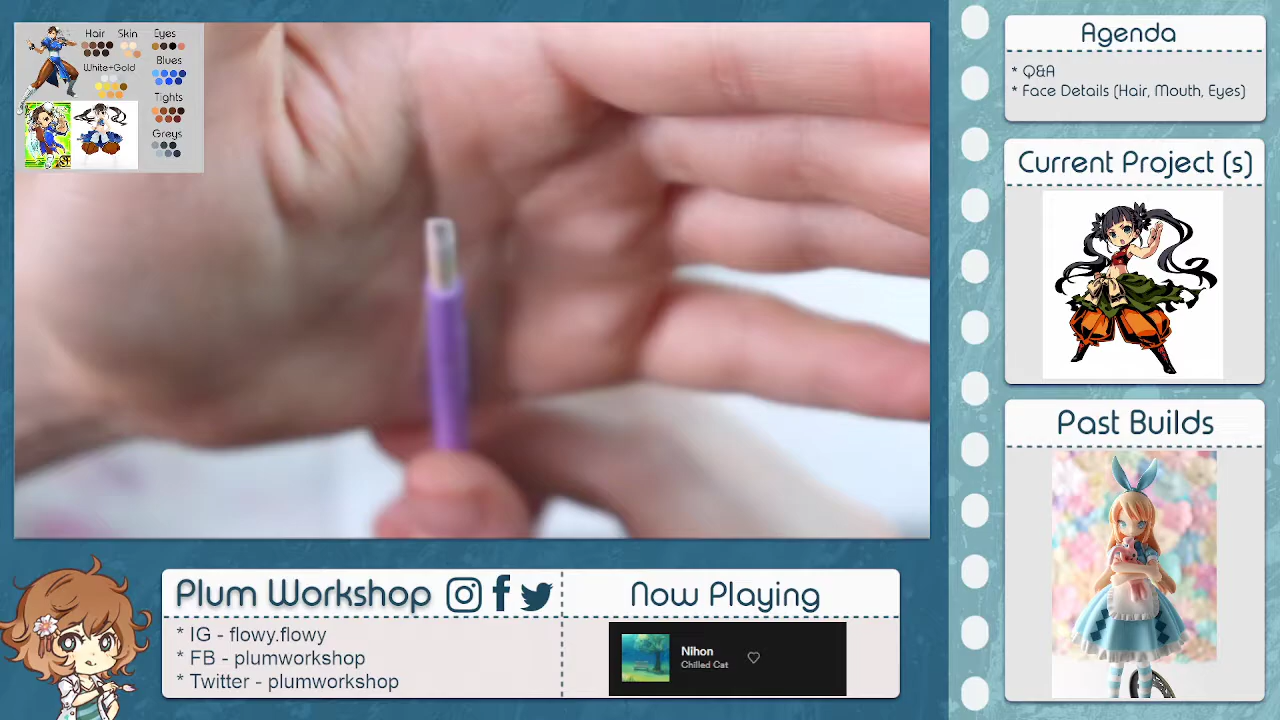 Hair Skin Eyes
White+Gold
Blues
Tights
Greys
Agenda
* Q&A
* Face Details (Hair, Mouth, Eyes)
Current Project (s)
Past Builds
Plum Workshop
* IG - flowy.flowy
* FB - plumworkshop
* Twitter - plumworkshop
Now Playing
Nihon
Chilled Cat